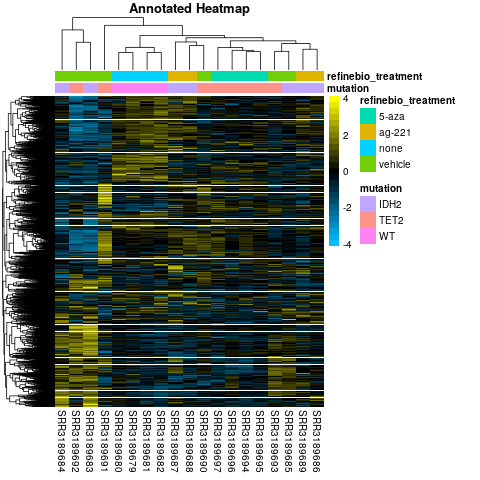 Annotated Heatmap
refinebio_treatment
mutation
4
2
0
-2
-4
refinebio_treatment
5-aza
ag-221
none
vehicle
mutation
IDH2
TET2
WT
SRR3189684
SRR3189692
SRR3189683
SRR3189691
SRR3189680
SRR3189679
SRR3189681
SRR3189682
SRR3189687
SRR3189688
SRR3189690
SRR3189697
SRR3189696
SRR3189694
SRR3189695
SRR3189693
SRR3189685
SRR3189689
SRR3189686